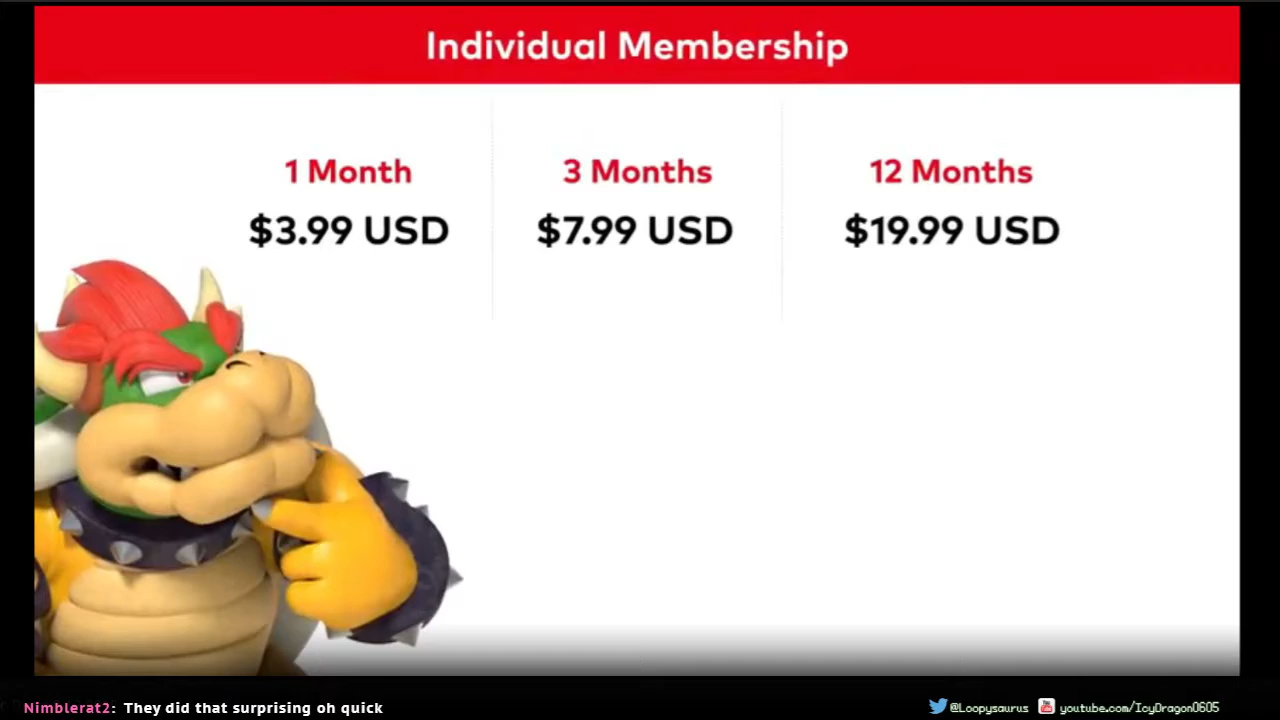 Individual Membership
1 Month
3 Months
12 Months
$3.99 USD
$7.99 USD
$19.99 USD
Nimblerat2: They did that surprising oh quick
@Loopysaurus
youtube.com/IcyDragon0605